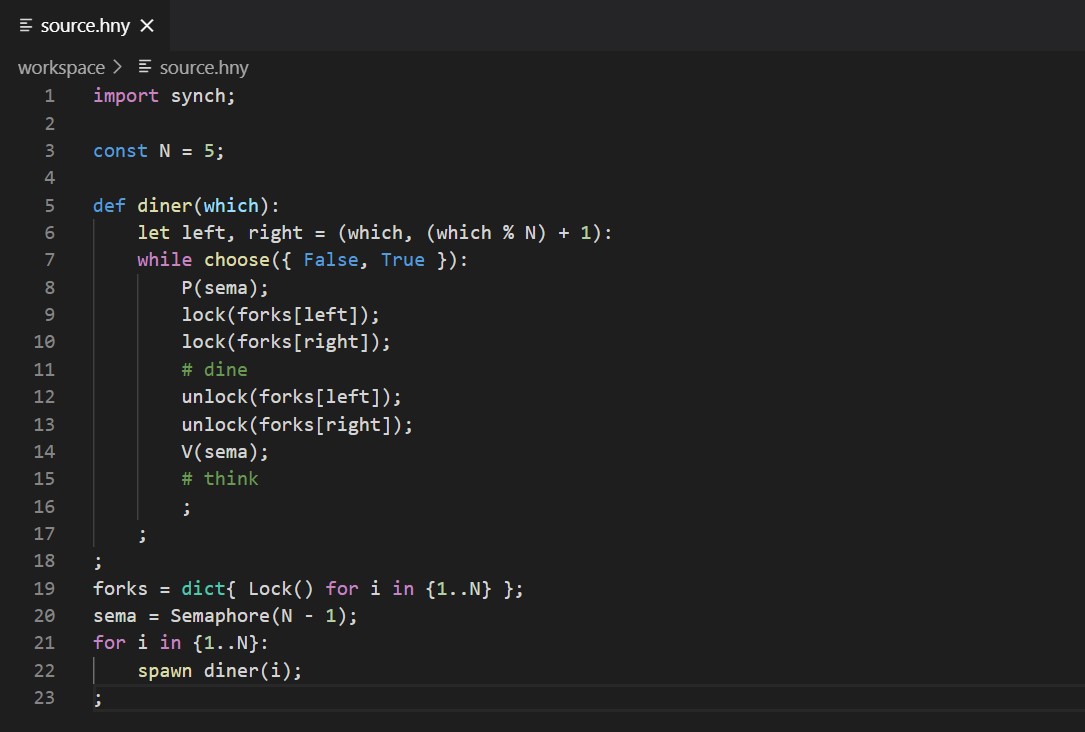 source.hny
workspace > source.hny
1 import synch;
2
3 const N = 5;
4
5 def diner(which):
6     let left, right = (which, (which % N) + 1):
7     while choose({ False, True }):
8         P(sema);
9         lock(forks[left]);
10         lock(forks[right]);
11         # dine
12         unlock(forks[left]);
13         unlock(forks[right]);
14         V(sema);
15         # think
16         ;
17     ;
18 ;
19 forks = dict{ Lock() for i in {1..N} };
20 sema = Semaphore(N - 1);
21 for i in {1..N}:
22     spawn diner(i);
23 ;